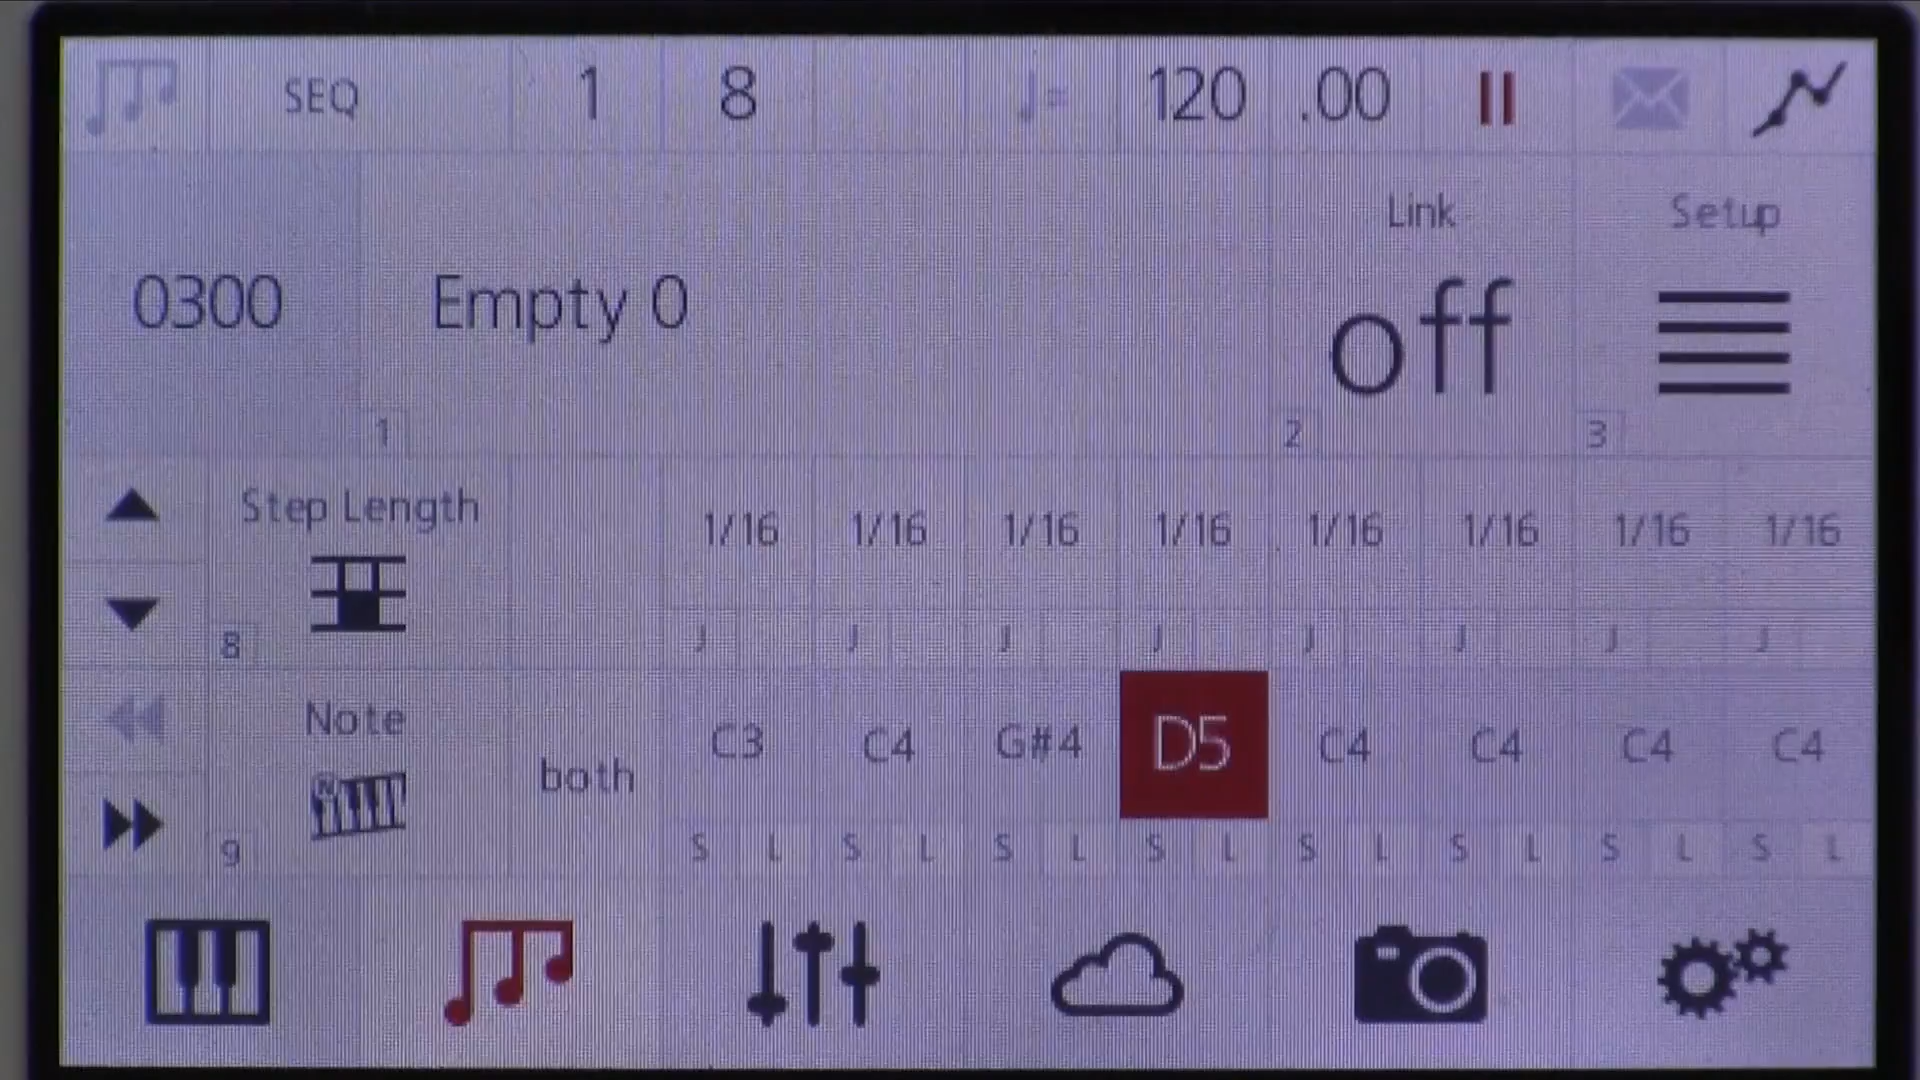 SEQ 1 8 ♩= 120 .00
Link Setup
0300 Empty 0 off
1 2 3
Step Length 1/16 1/16 1/16 1/16 1/16 1/16 1/16 1/16
8
Note
both C3 C4 G#4 D5 C4 C4 C4 C4
9 S L S L S L S L S L S L S L S L